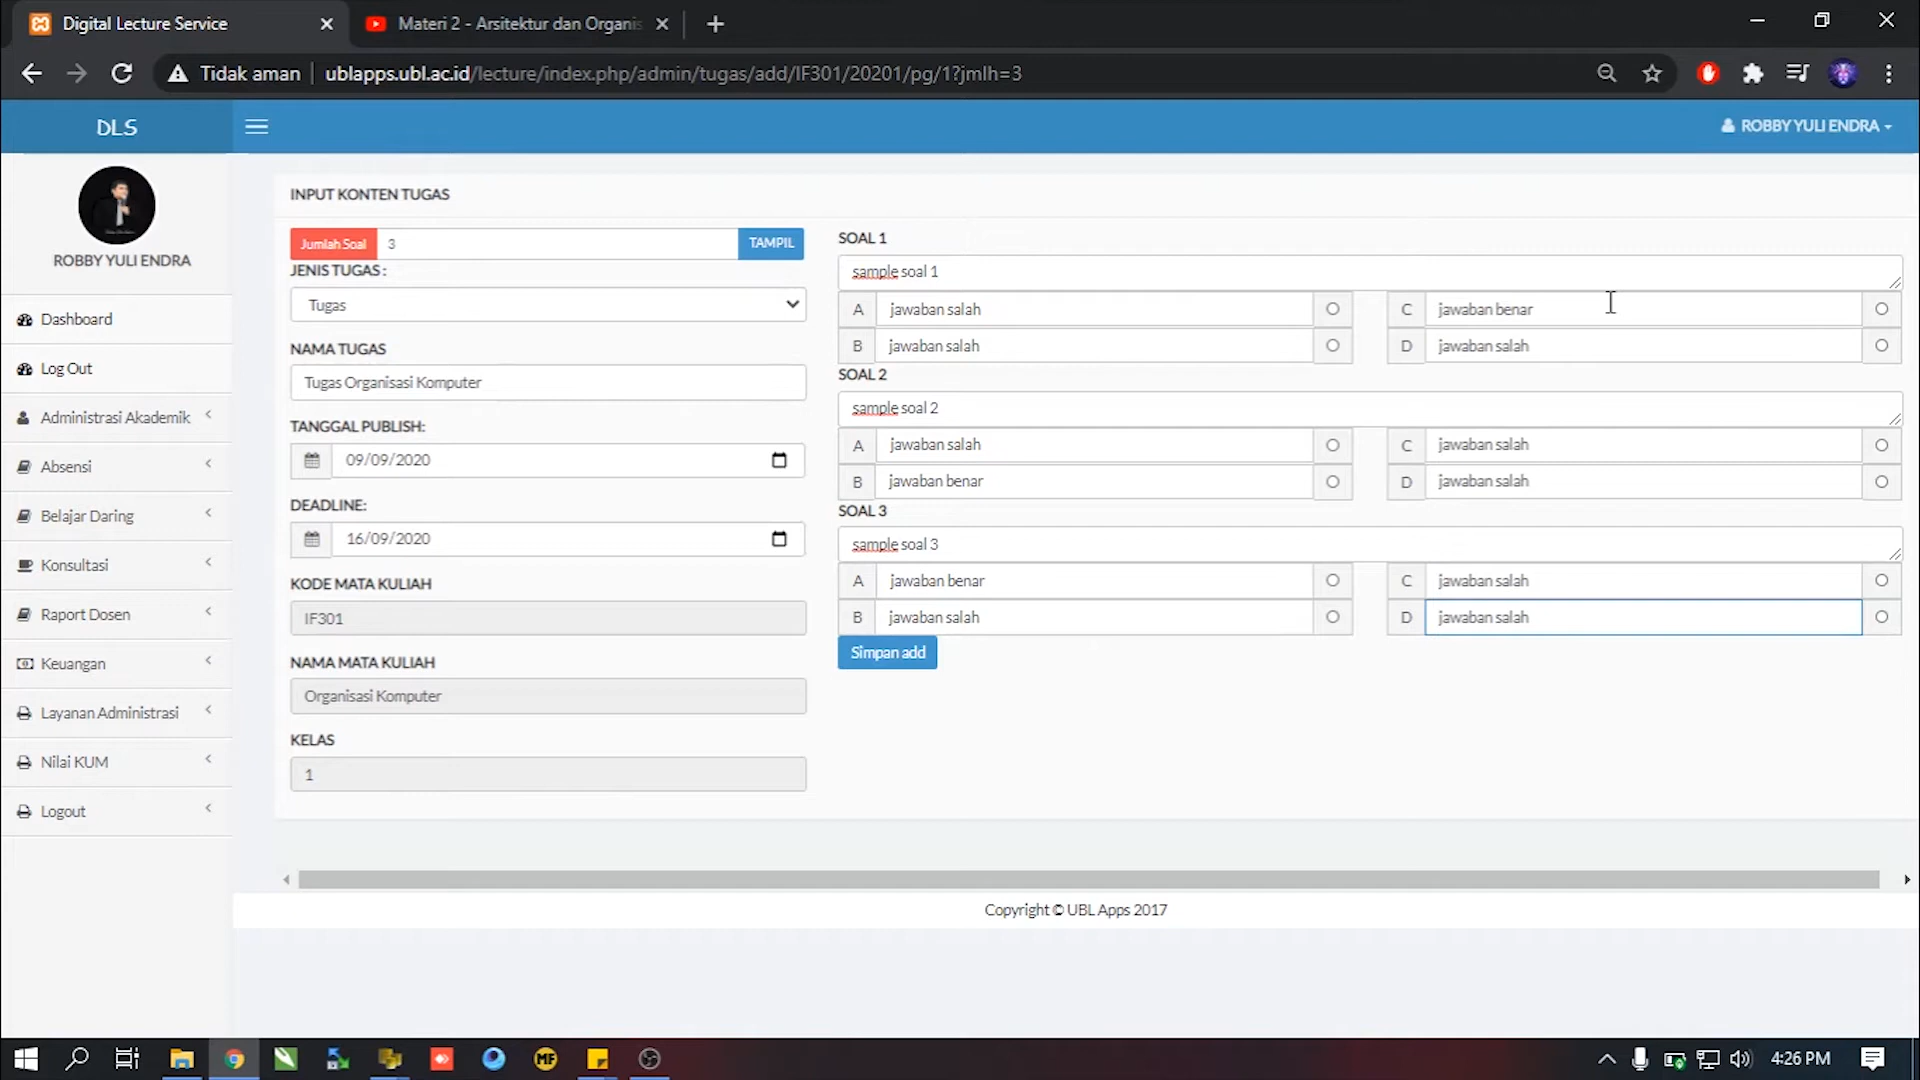 Digital Lecture Service
Materi 2 - Arsitektur dan Organis
Tidak aman
ublapps.ubl.ac.id/lecture/index.php/admin/tugas/add/IF301/20201/pg/1?jmlh=3
DLS
ROBBY YULI ENDRA
ROBBY YULI ENDRA
Dashboard
Log Out
Administrasi Akademik
Absensi
Belajar Daring
Konsultasi
Raport Dosen
Keuangan
Layanan Administrasi
Nilai KUM
Logout
INPUT KONTEN TUGAS
Jumlah Soal 3 TAMPIL
JENIS TUGAS :
Tugas
NAMA TUGAS
Tugas Organisasi Komputer
TANGGAL PUBLISH:
09/09/2020
DEADLINE:
16/09/2020
KODE MATA KULIAH
IF301
NAMA MATA KULIAH
Organisasi Komputer
KELAS
1
SOAL 1
sample soal 1
A jawaban salah C jawaban benar
B jawaban salah D jawaban salah
SOAL 2
sample soal 2
A jawaban salah C jawaban salah
B jawaban benar D jawaban salah
SOAL 3
sample soal 3
A jawaban benar C jawaban salah
B jawaban salah D jawaban salah
Simpan add
Copyright © UBL Apps 2017
MF
4:26 PM